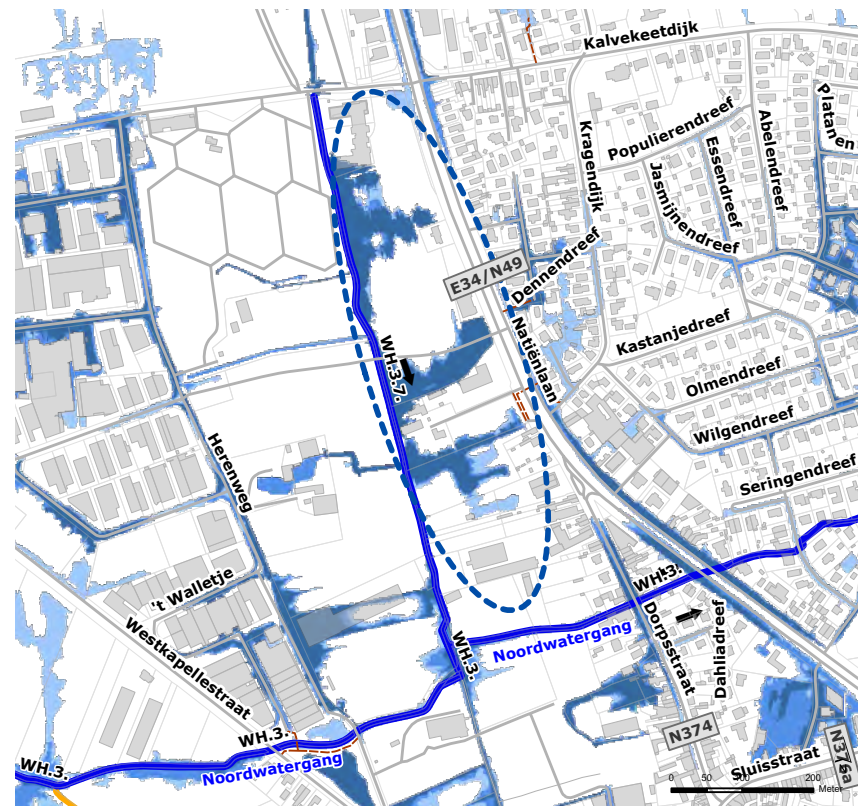 Kalvekeetdijk
Platanen
Abelendreef
Populierendreef
Essendreef
Kragendijk
Jasmijnendreef
E34/N49
Dennendreef
Natiënlaan
Kastanjedreef
WH.3.7.
Olmendreef
Wilgendreef
Herenweg
Seringendreef
't Walletje
WH.3.
Westkapellestraat
WH.3.
Noordwatergang
Dorpsstraat
Dahliadreef
WH.3.
N374
N376a
WH.3.
Noordwatergang
Sluisstraat
0 50 100 200
Meter